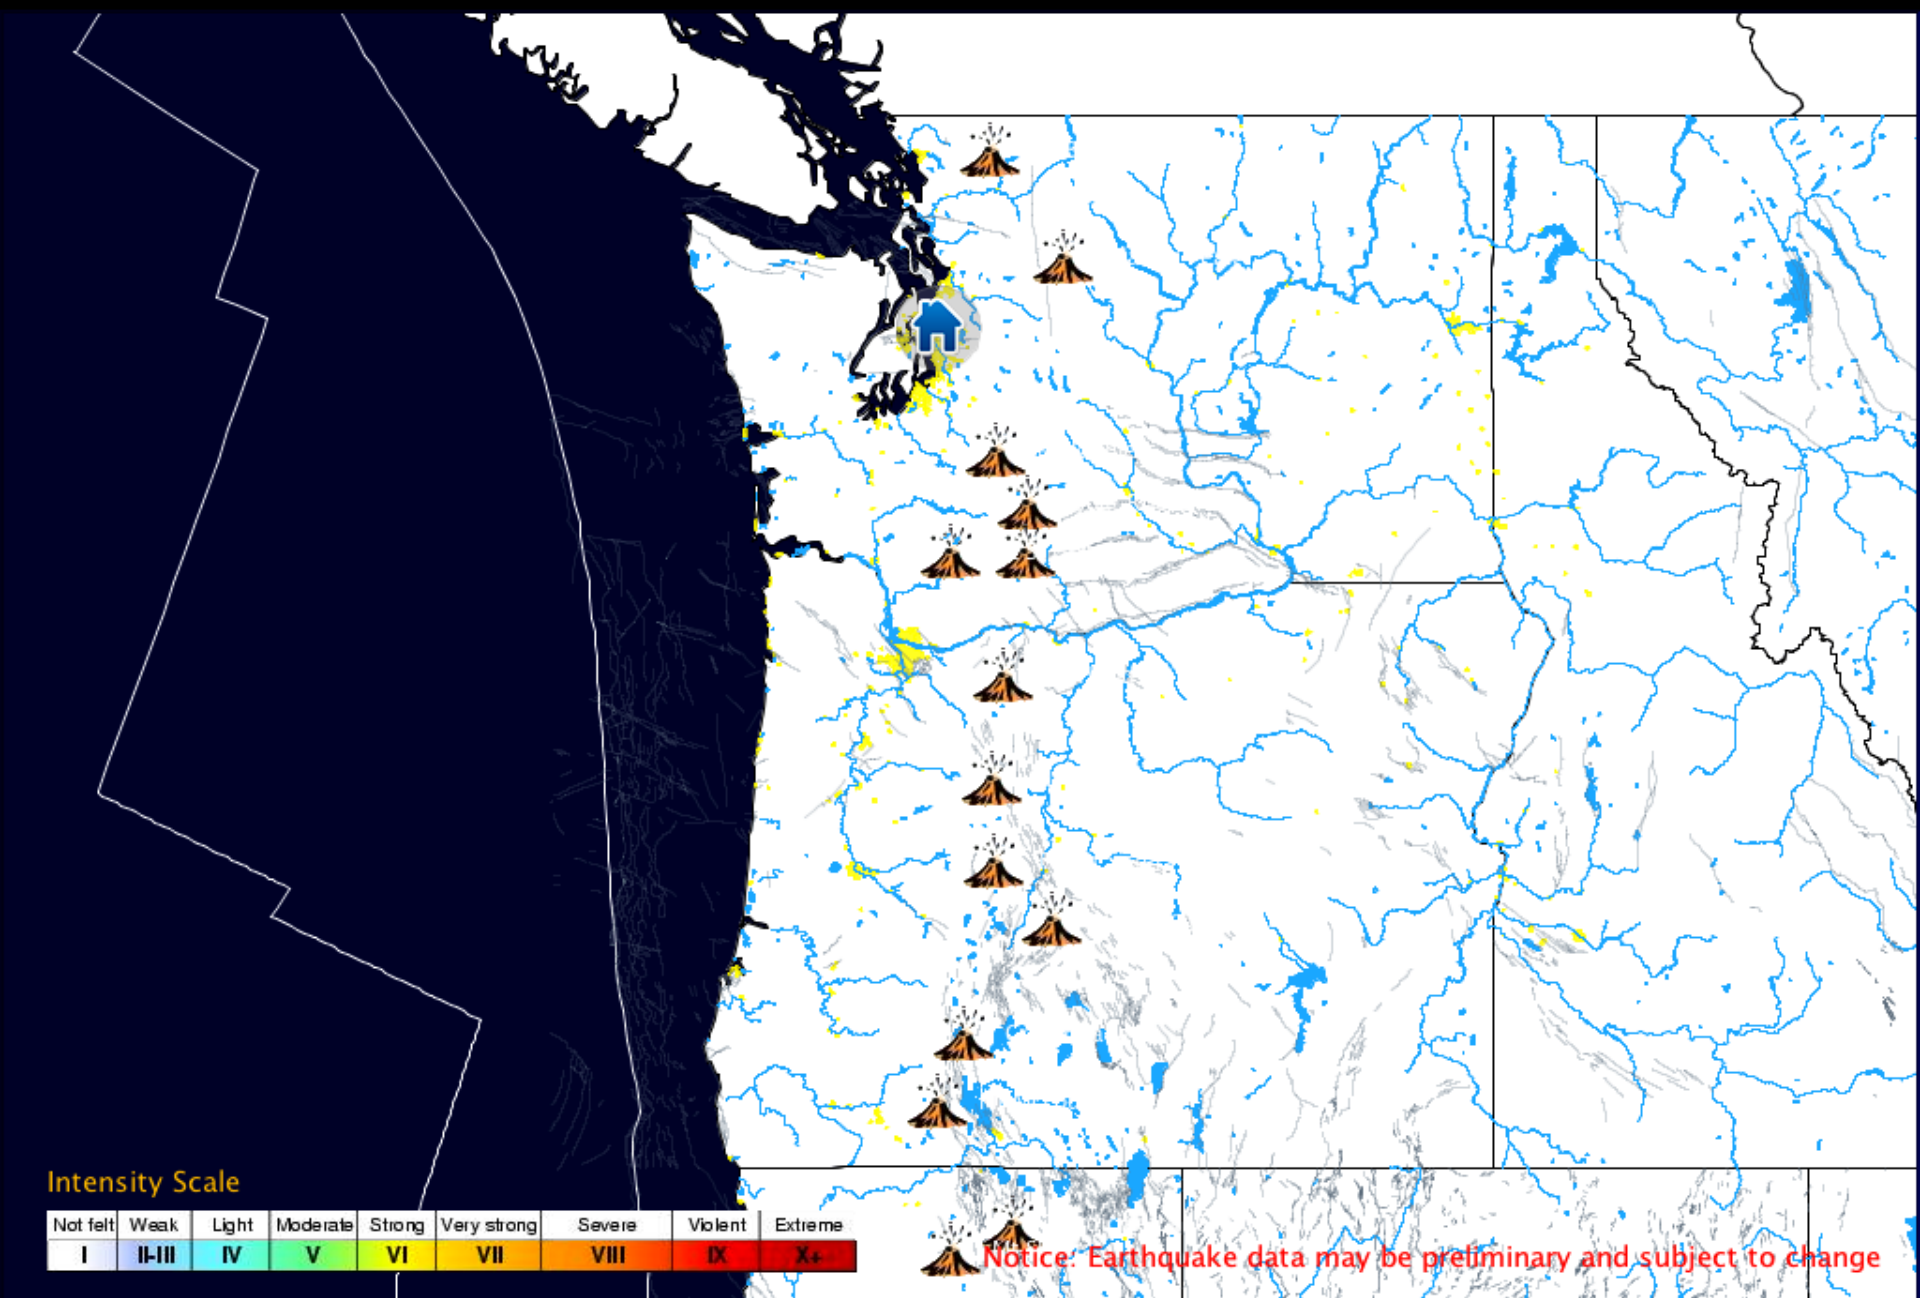 Intensity Scale
Not felt Weak Light Moderate Strong Very strong Severe Violent Extreme
I II-III IV V VI VII VIII IX X+
Notice: Earthquake data may be preliminary and subject to change